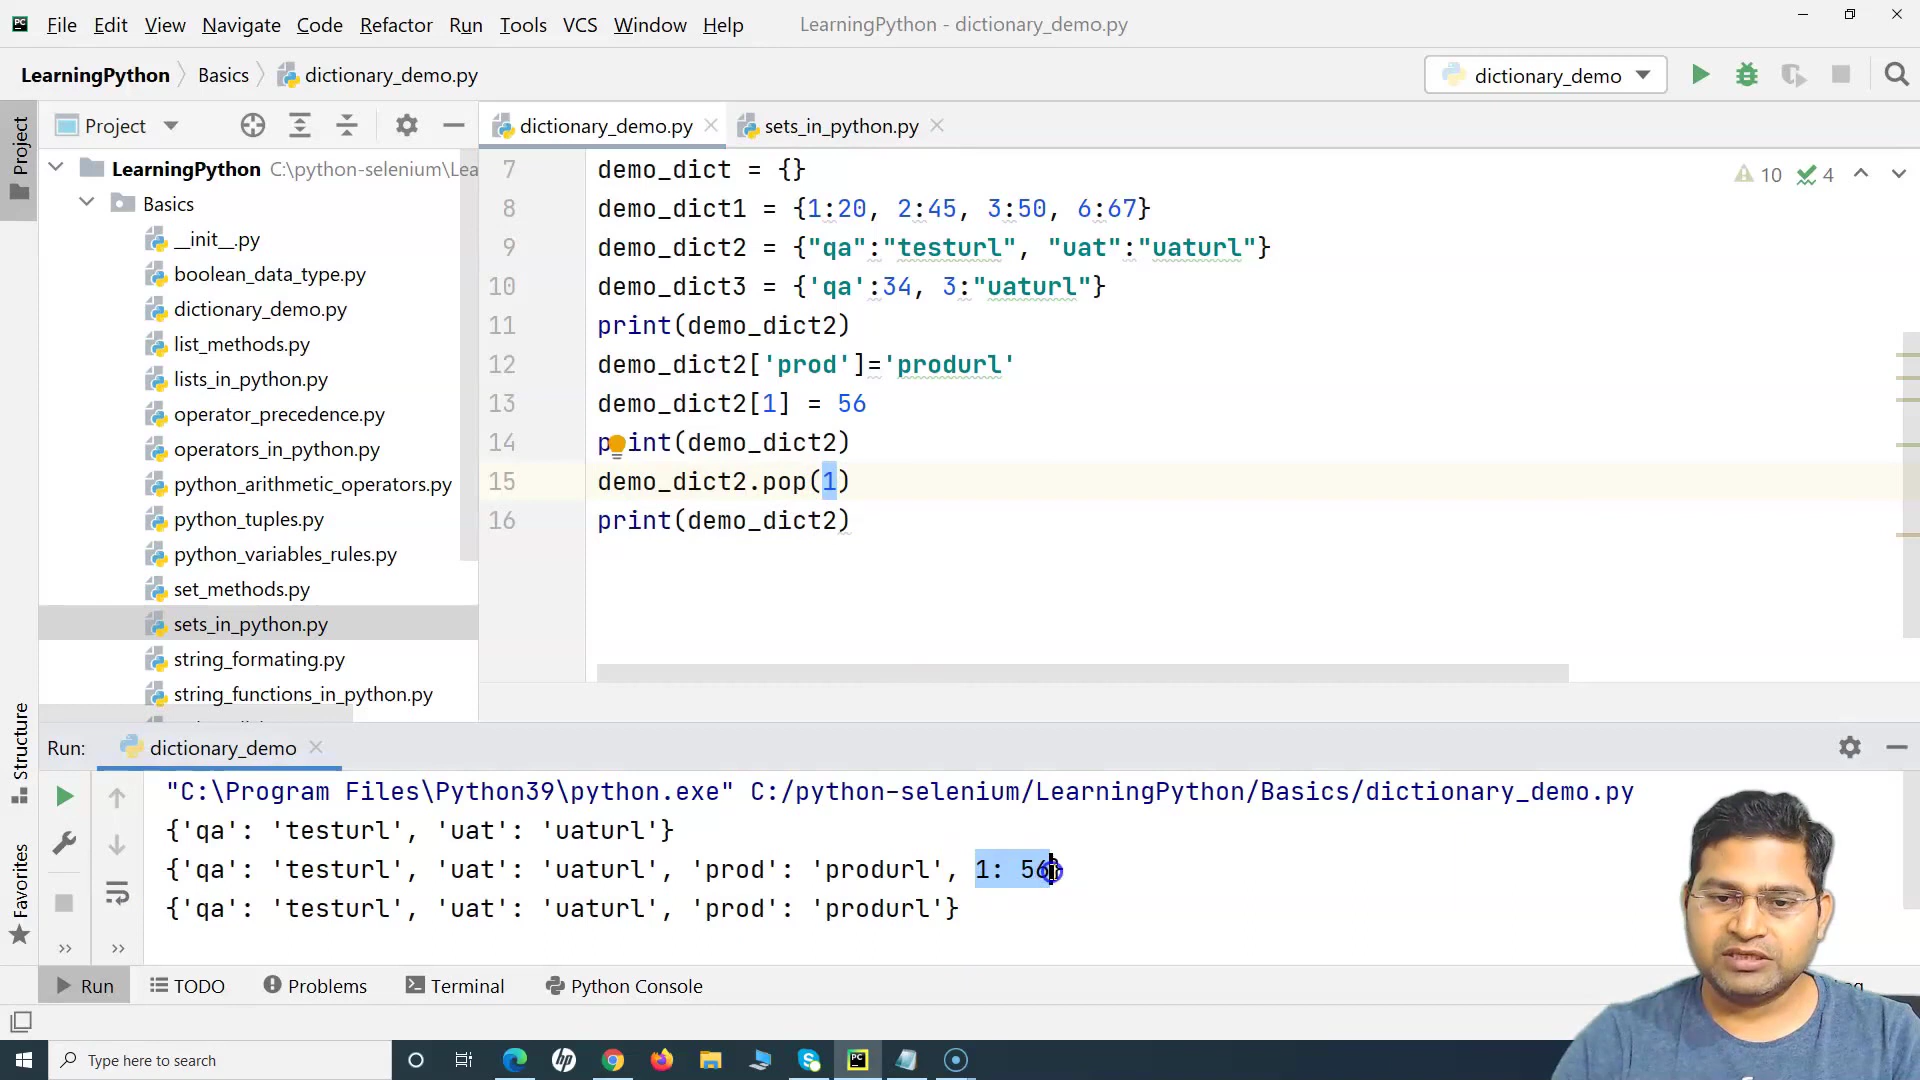 PC File Edit View Navigate Code Refactor Run Tools VCS Window Help LearningPython - dictionary_demo.py
LearningPython Basics dictionary_demo.py dictionary_demo
Project
Project
dictionary_demo.py sets_in_python.py
LearningPython C:\python-selenium\Lea
Basics
__init__.py
boolean_data_type.py
dictionary_demo.py
list_methods.py
lists_in_python.py
operator_precedence.py
operators_in_python.py
python_arithmetic_operators.py
python_tuples.py
python_variables_rules.py
set_methods.py
sets_in_python.py
string_formating.py
string_functions_in_python.py
10 4
7 demo_dict = {}
8 demo_dict1 = {1:20, 2:45, 3:50, 6:67}
9 demo_dict2 = {"qa":"testurl", "uat":"uaturl"}
10 demo_dict3 = {'qa':34, 3:"uaturl"}
11 print(demo_dict2)
12 demo_dict2['prod']='produrl'
13 demo_dict2[1] = 56
14 print(demo_dict2)
15 demo_dict2.pop(1)
16 print(demo_dict2)
Structure
Favorites
Run: dictionary_demo
"C:\Program Files\Python39\python.exe" C:/python-selenium/LearningPython/Basics/dictionary_demo.py
{'qa': 'testurl', 'uat': 'uaturl'}
{'qa': 'testurl', 'uat': 'uaturl', 'prod': 'produrl', 1: 56}
{'qa': 'testurl', 'uat': 'uaturl', 'prod': 'produrl'}
Run TODO Problems Terminal Python Console
Type here to search hp PC